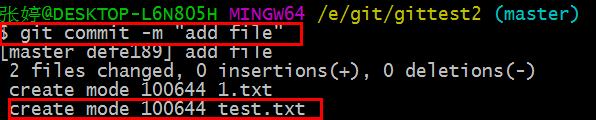 张婷@DESKTOP-L6N805H MINGW64 /e/git/gittest2 (master)
$ git commit -m "add file"
[master defe189] add file
2 files changed, 0 insertions(+), 0 deletions(-)
create mode 100644 1.txt
create mode 100644 test.txt